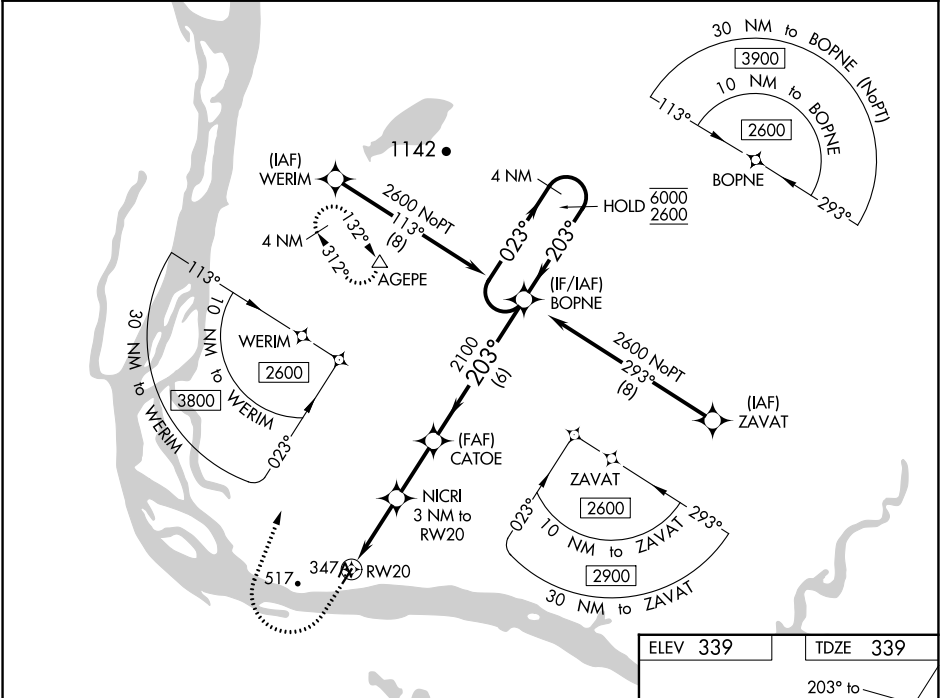 30 NM to BOPNE (NoPT)
3900
10 NM to BOPNE
113°
2600
BOPNE
293°
1142
(IAF)
WERIM
4 NM
HOLD
6000
2600
2600 NoPT
113°
(8)
023°
203°
132°
4 NM
312°
AGEPE
(IF/IAF)
BOPNE
113°
10 NM to WERIM
WERIM
2600
30 NM to WERIM
3800
023°
2100
203°
(6)
2600 NoPT
293°
(8)
(IAF)
ZAVAT
(FAF)
CATOE
ZAVAT
2600
023°
293°
10 NM to ZAVAT
2900
30 NM to ZAVAT
NICRI
3 NM to
RW20
517
347
RW20
ELEV 339
TDZE 339
203° to